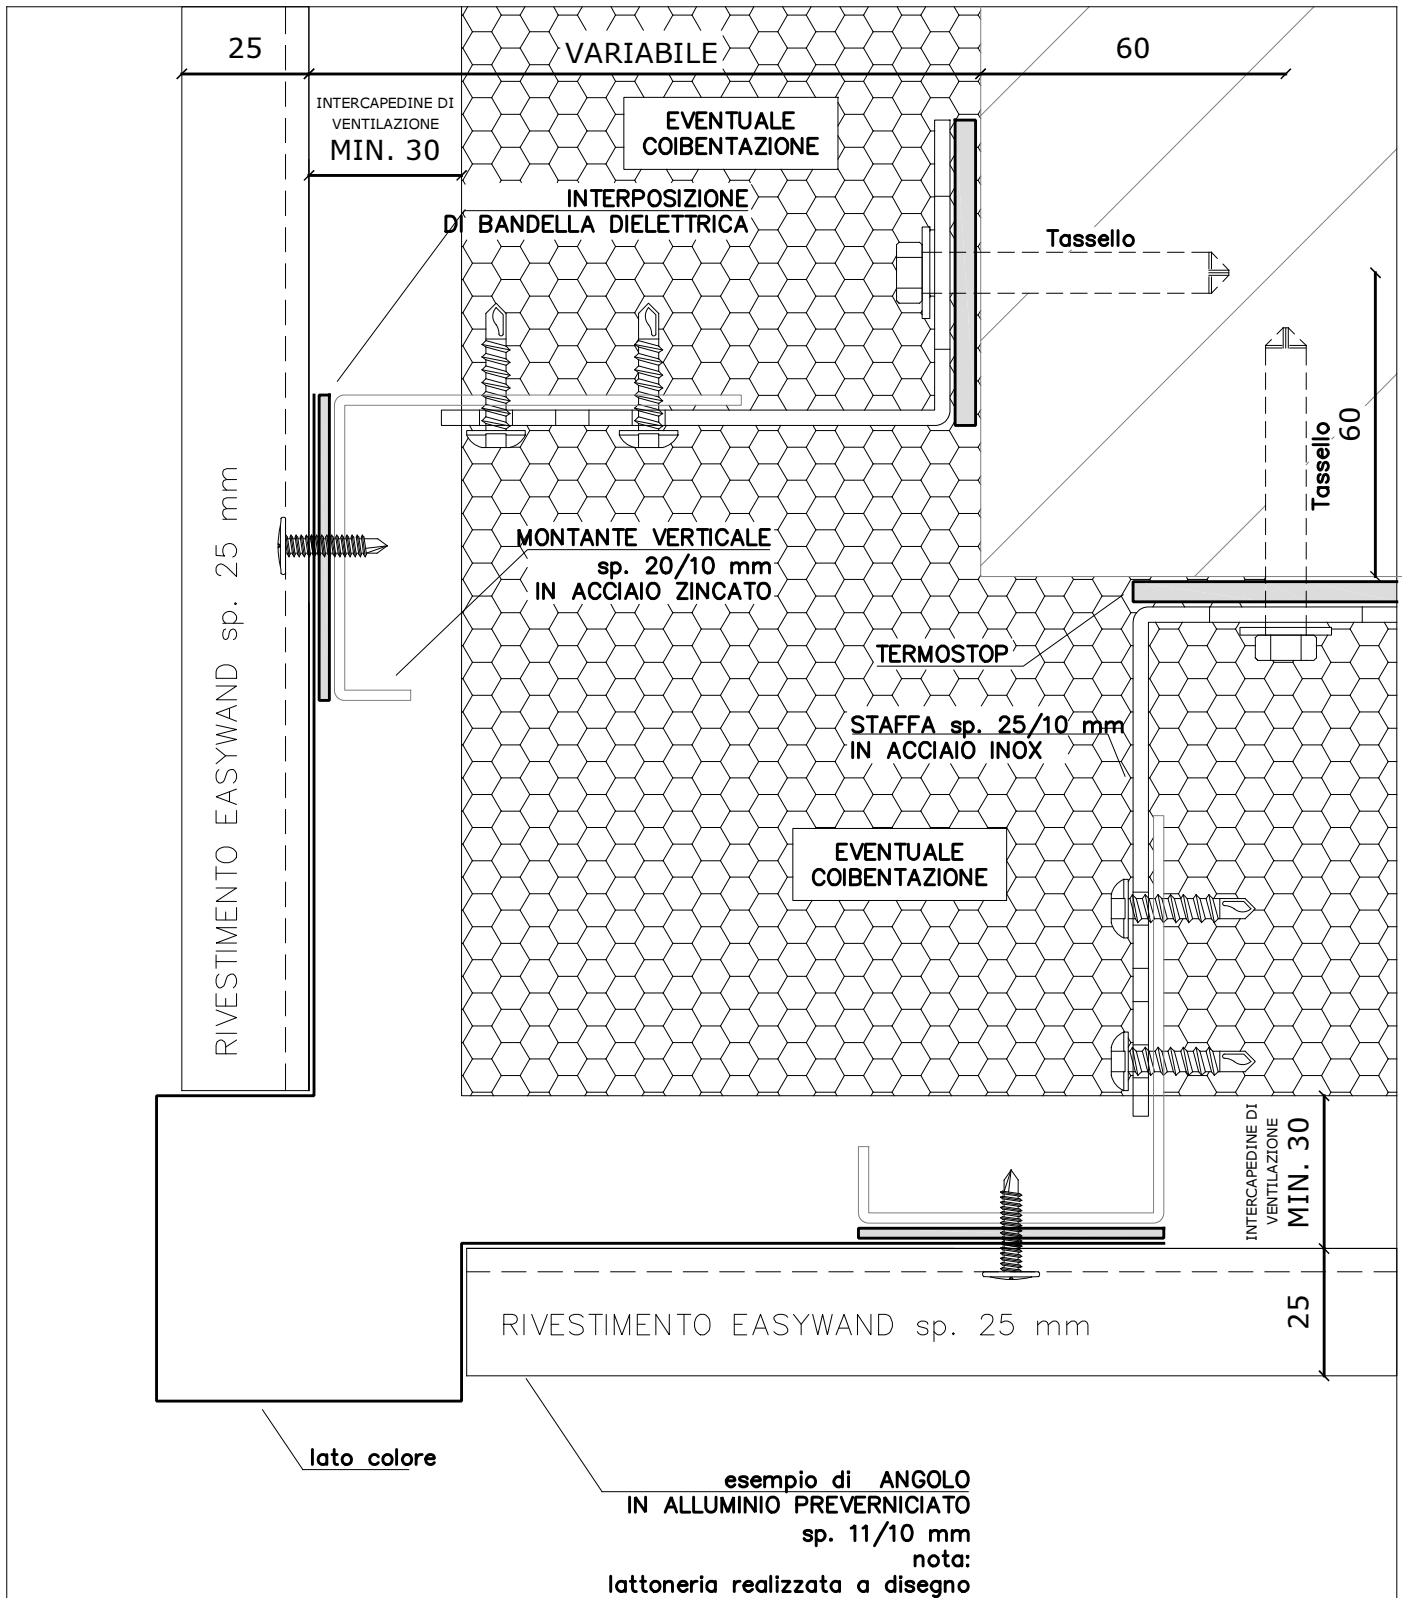 25
VARIABILE
60
INTERCAPEDINE DI
VENTILAZIONE
MIN. 30
EVENTUALE
COIBENTAZIONE
INTERPOSIZIONE
DI BANDELLA DIELETTRICA
Tassello
60
Tassello
RIVESTIMENTO EASYWAND sp. 25 mm
MONTANTE VERTICALE
sp. 20/10 mm
IN ACCIAIO ZINCATO
TERMOSTOP
STAFFA sp. 25/10 mm
IN ACCIAIO INOX
EVENTUALE
COIBENTAZIONE
INTERCAPEDINE DI
VENTILAZIONE
MIN. 30
25
RIVESTIMENTO EASYWAND sp. 25 mm
lato colore
esempio di ANGOLO
IN ALLUMINIO PREVERNICIATO
sp. 11/10 mm
nota:
lattoneria realizzata a disegno